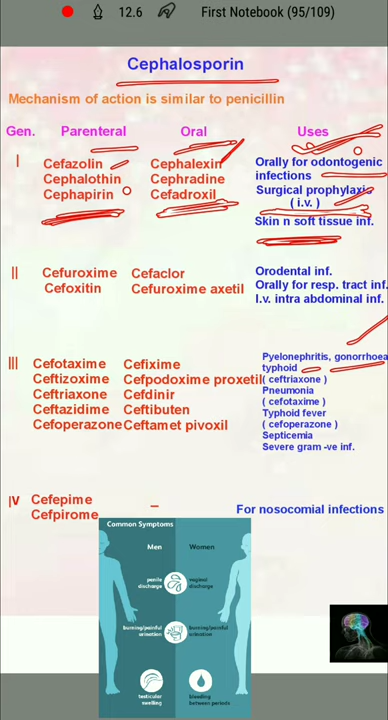 12.6 First Notebook (95/109)
Cephalosporin
Mechanism of action is similar to penicillin
Gen. Parenteral Oral Uses
I Cefazolin Cephalexin Orally for odontogenic
Cephalothin Cephradine infections
Cephapirin Cefadroxil Surgical prophylaxis
( i.v. )
Skin n soft tissue inf.
II Cefuroxime Cefaclor Orodental inf.
Cefoxitin Cefuroxime axetil Orally for resp. tract inf.
I.v. intra abdominal inf.
III Cefotaxime Cefixime Pyelonephritis, gonorrhoea
Ceftizoxime Cefpodoxime proxetil typhoid
Ceftriaxone Cefdinir ( ceftriaxone )
Ceftazidime Ceftibuten Pneumonia
Cefoperazone Ceftamet pivoxil ( cefotaxime )
Typhoid fever
( cefoperazone )
Septicemia
Severe gram -ve inf.
IV Cefepime – For nosocomial infections
Cefpirome
Common Symptoms
Men Women
penile discharge vaginal discharge
burning/painful urination burning/painful urination
testicular swelling bleeding between periods